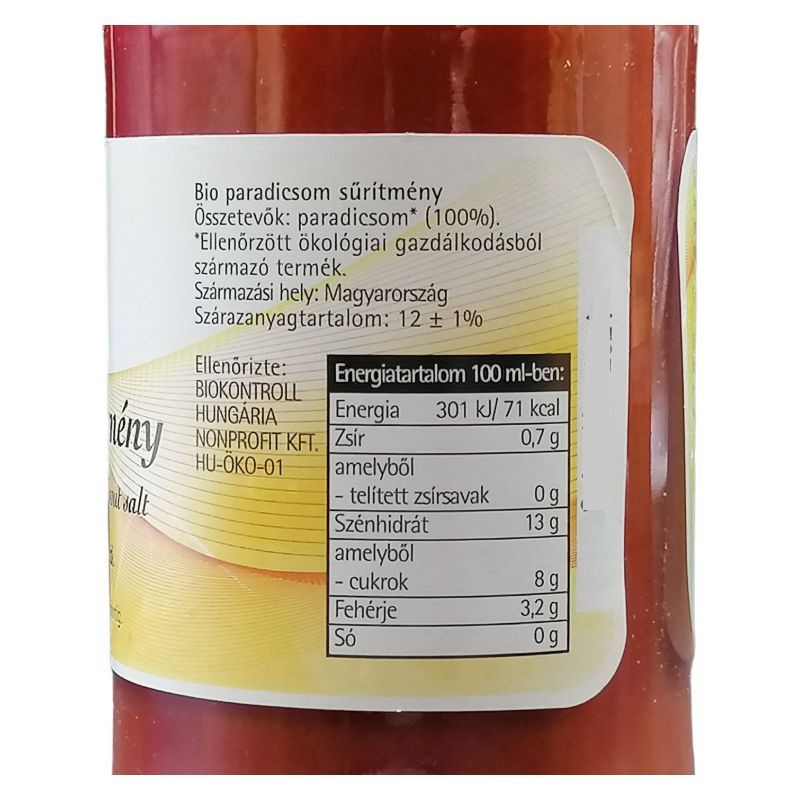 Bio paradicsom sűrítmény
Összetevők: paradicsom* (100%).
*Ellenőrzött ökológiai gazdálkodásból
származó termék.
Származási hely: Magyarország
Szárazanyagtartalom: 12 ± 1%
Ellenőrizte:
BIOKONTROLL
HUNGÁRIA
NONPROFIT KFT.
HU-ÖKO-01
mény
salt
Energiatartalom 100 ml-ben:
Energia 301 kJ/ 71 kcal
Zsír 0,7 g
amelyből
- telített zsírsavak 0 g
Szénhidrát 13 g
amelyből
- cukrok 8 g
Fehérje 3,2 g
Só 0 g